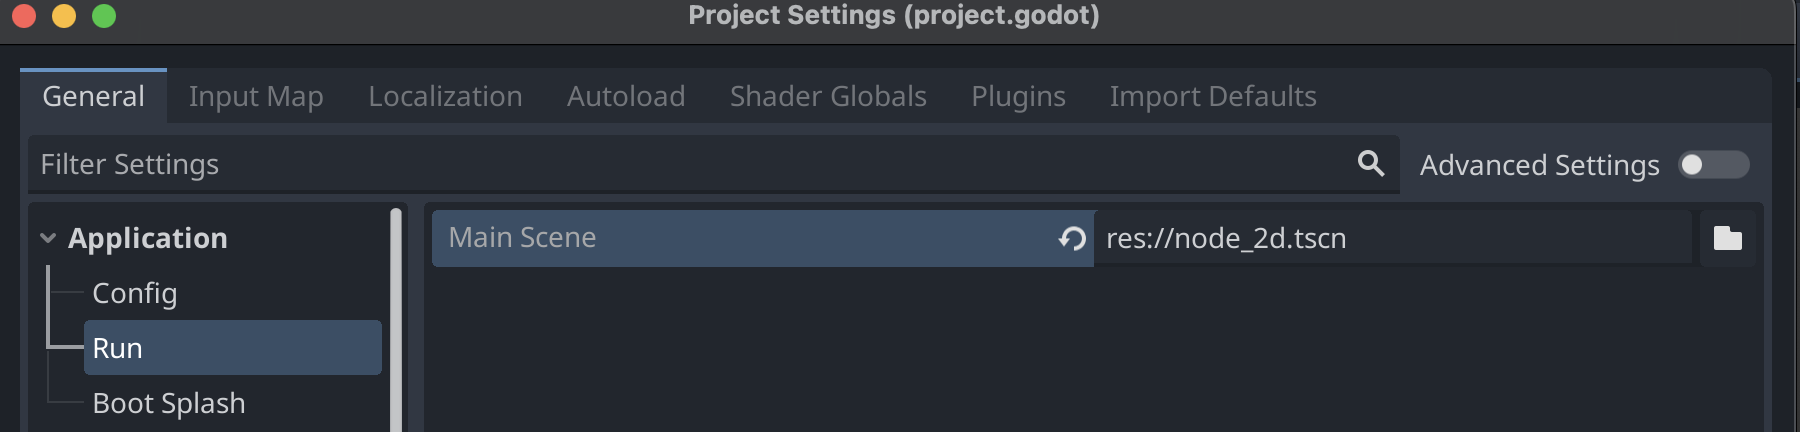 Project Settings (project.godot)
General Input Map Localization Autoload Shader Globals Plugins Import Defaults
Filter Settings Advanced Settings
Application
Config
Run
Boot Splash
Main Scene res://node_2d.tscn